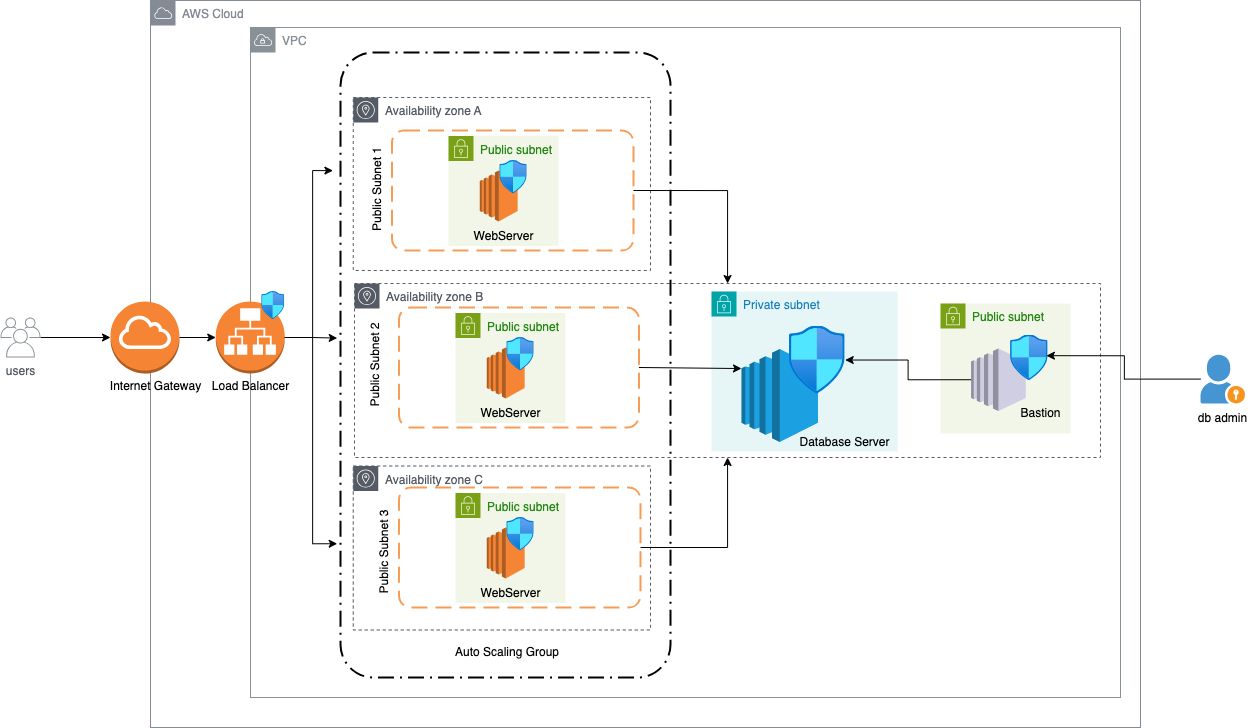 AWS Cloud
VPC
Availability zone A
Public Subnet 1
Public subnet
WebServer
Availability zone B
Public Subnet 2
Public subnet
WebServer
Private subnet
Database Server
Public subnet
Bastion
users
Internet Gateway
Load Balancer
db admin
Availability zone C
Public Subnet 3
Public subnet
WebServer
Auto Scaling Group